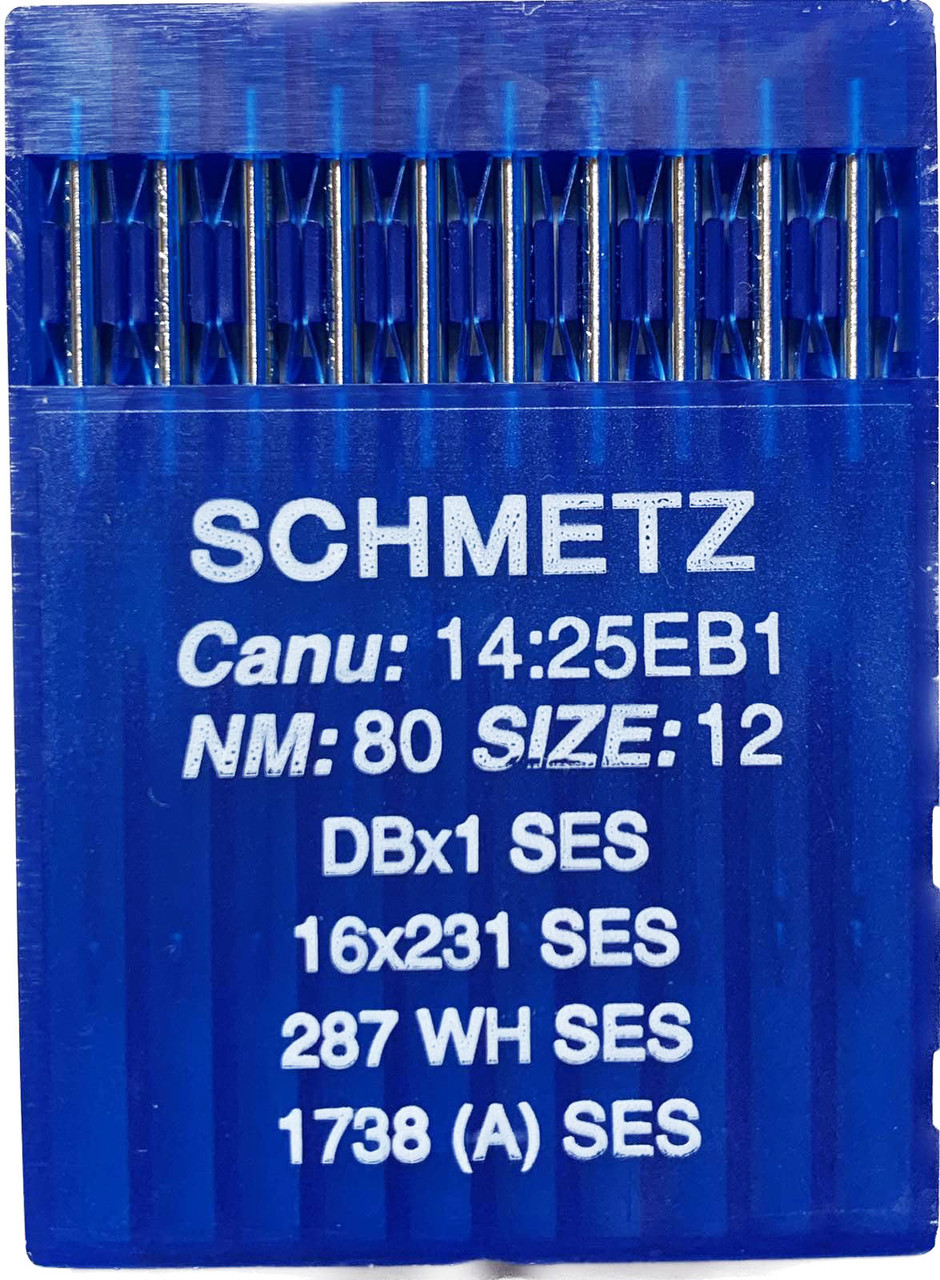 SCHMETZ
Canu: 14:25EB1
NM: 80 SIZE: 12
DBx1 SES
16x231 SES
287 WH SES
1738 (A) SES